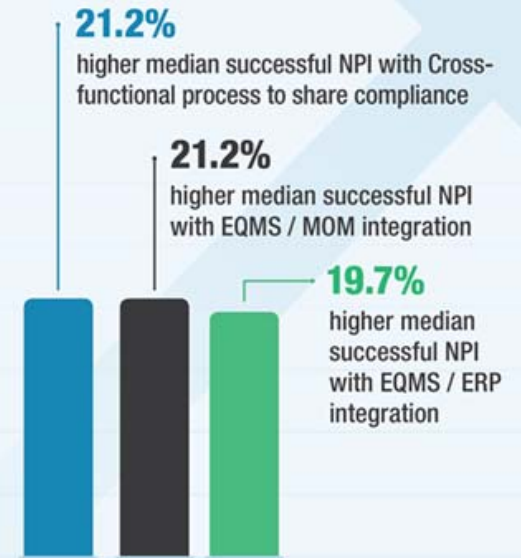 21.2%
higher median successful NPI with Cross-
functional process to share compliance
21.2%
higher median successful NPI
with EQMS / MOM integration
19.7%
higher median
successful NPI
with EQMS / ERP
integration